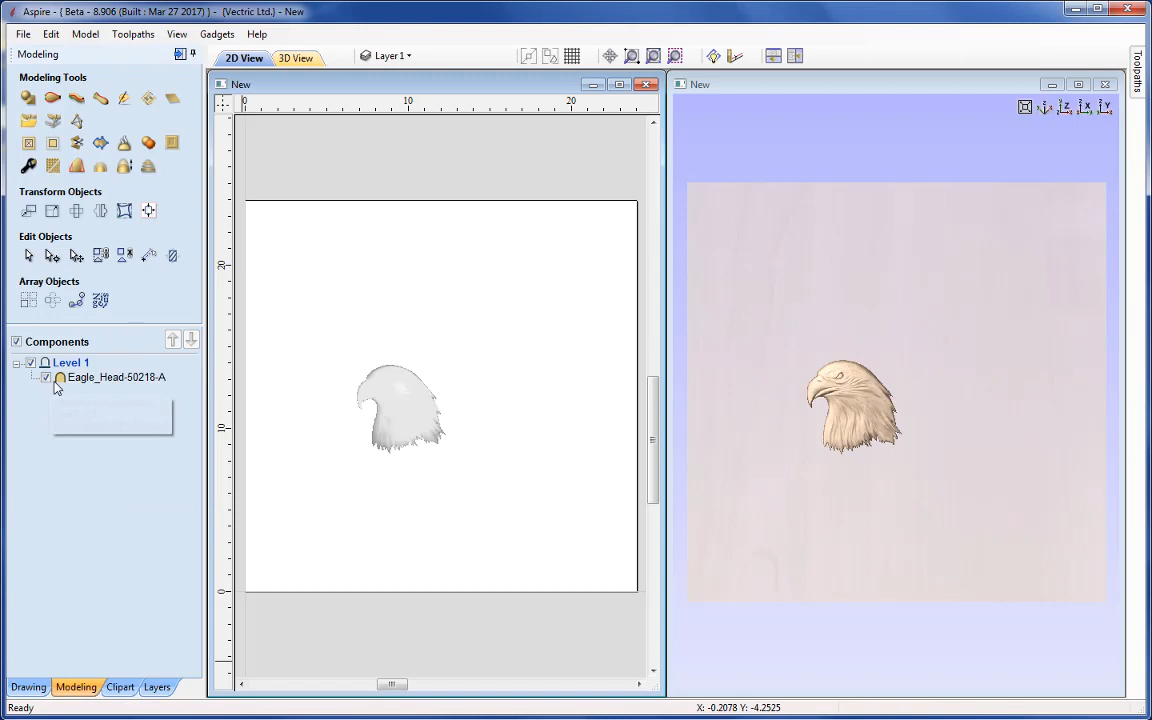 Aspire - { Beta - 8.906 (Built : Mar 27 2017) } - {Vectric Ltd.} - New
File Edit Model Toolpaths View Gadgets Help
Modeling
2D View 3D View Layer 1
Toolpaths
Modeling Tools
New
New
0 10 20
Z X Y
Transform Objects
Edit Objects
20
Array Objects
Components
Level 1
Eagle_Head-50218-A
10
0
Drawing Modeling Clipart Layers
Ready
X: -0.2078 Y: -4.2525